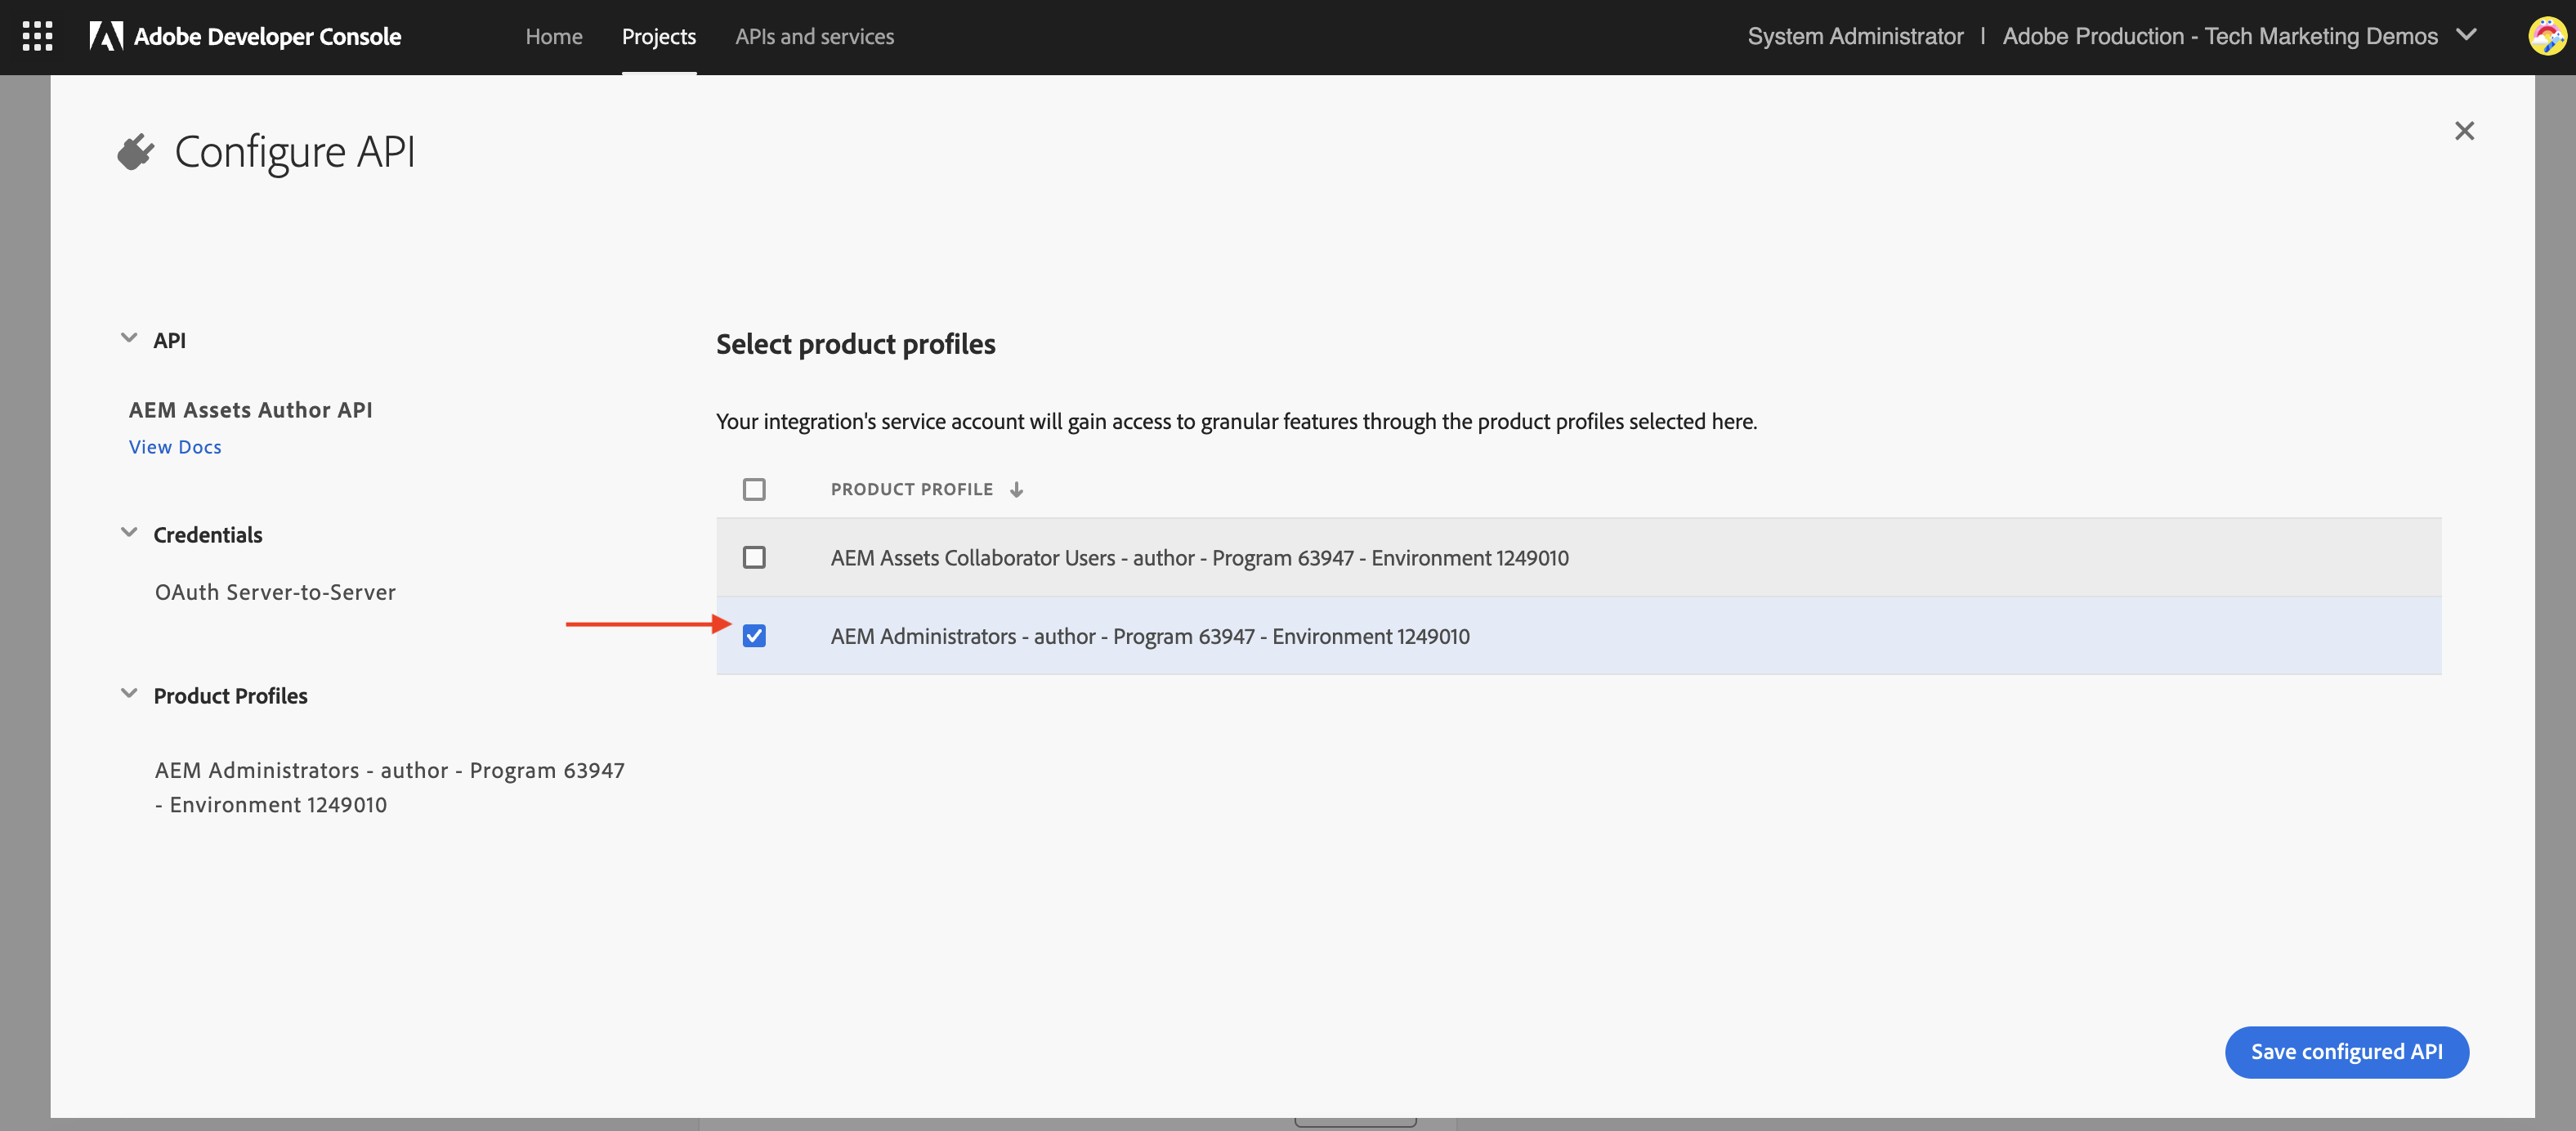 Adobe Developer Console
Home
Projects
APIs and services
System Administrator | Adobe Production - Tech Marketing Demos
Configure API
API
AEM Assets Author API
View Docs
Credentials
OAuth Server-to-Server
Product Profiles
AEM Administrators - author - Program 63947
- Environment 1249010
Select product profiles
Your integration's service account will gain access to granular features through the product profiles selected here.
PRODUCT PROFILE
AEM Assets Collaborator Users - author - Program 63947 - Environment 1249010
AEM Administrators - author - Program 63947 - Environment 1249010
Save configured API